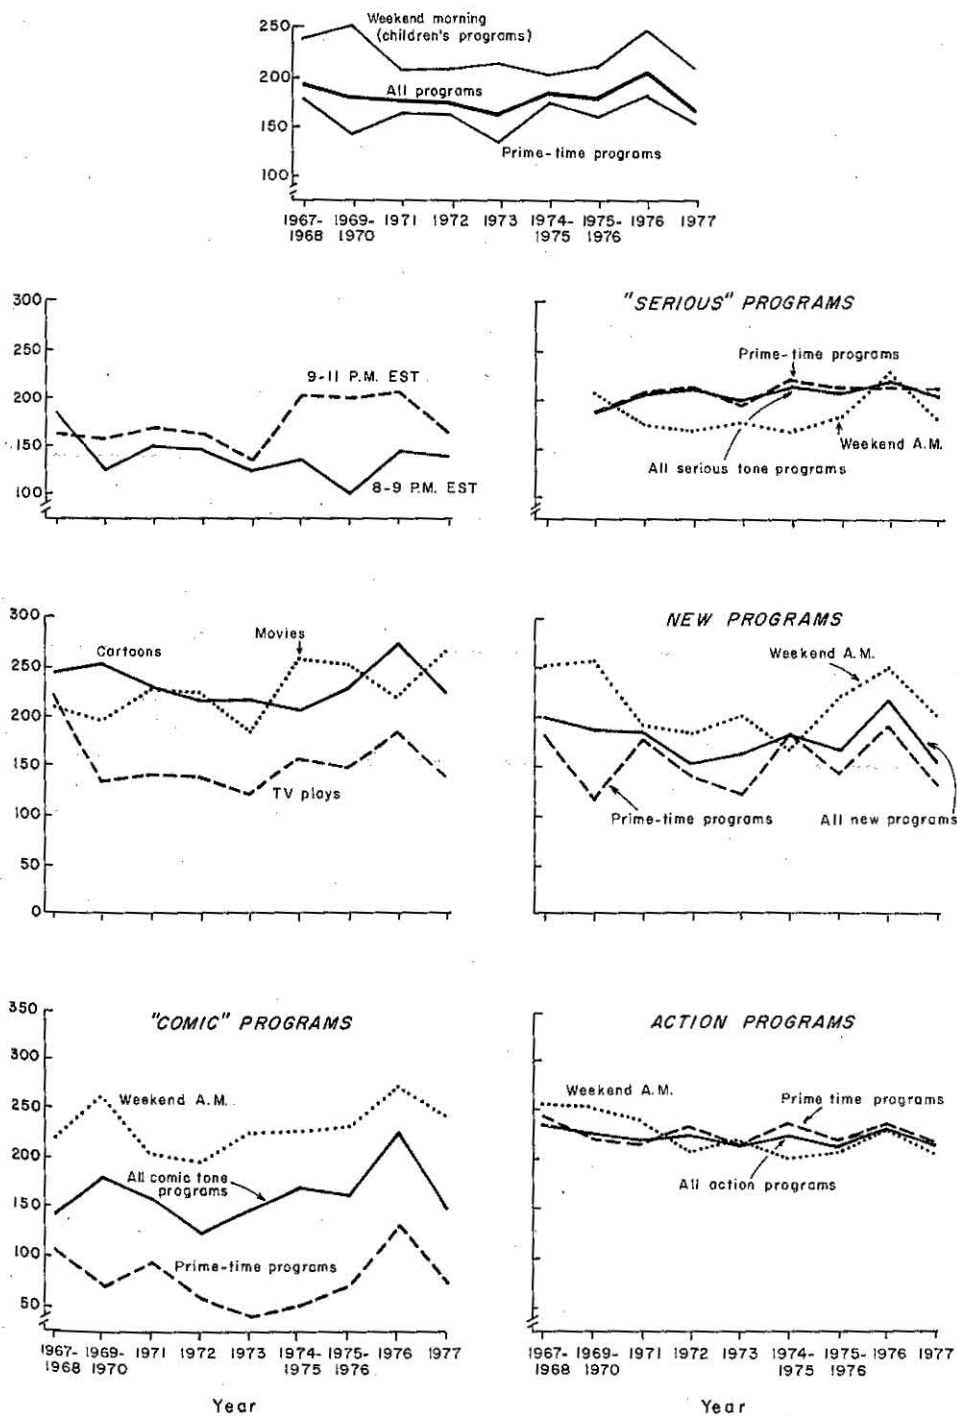 250
Weekend morning
(children's programs)
200
All programs
150
Prime-time programs
100
1967-
1968
1969-
1970
1971
1972
1973
1974-
1975
1975-
1976
1976
1977
300
250
9-11 P.M. EST
200
150
100
8-9 P.M. EST
"SERIOUS" PROGRAMS
Prime-time programs
Weekend A.M.
All serious tone programs
300
Movies
Cartoons
250
200
150
TV plays
100
50
0
NEW PROGRAMS
Weekend A.M.
Prime-time programs
All new programs
350
"COMIC" PROGRAMS
300
250
Weekend A.M.
200
All comic tone
programs
150
100
Prime-time programs
50
1967-
1968
1969-
1970
1971
1972
1973
1974-
1975
1975-
1976
1976
1977
Year
ACTION PROGRAMS
Weekend A.M.
Prime time programs
All action programs
1967-
1968
1969-
1970
1971
1972
1973
1974-
1975
1975-
1976
1976
1977
Year